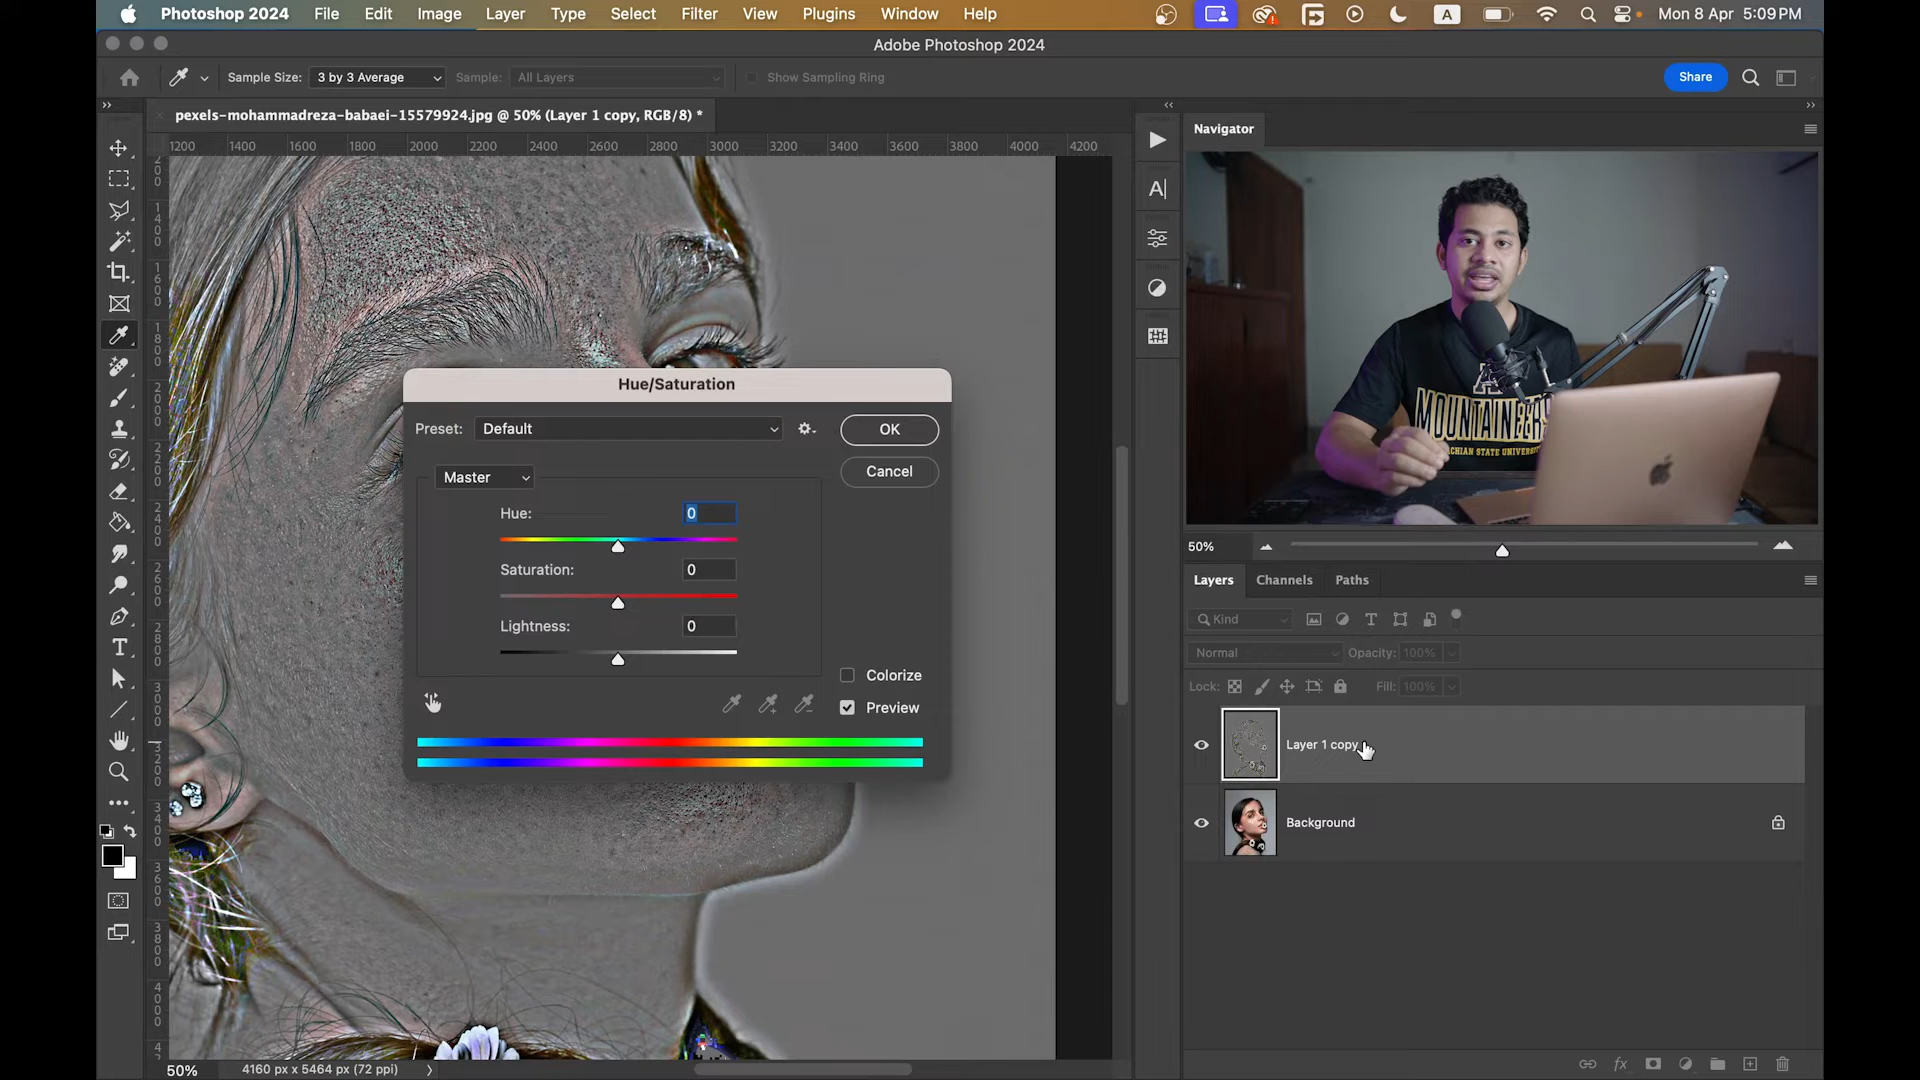 Photoshop 2024 File Edit Image Layer Type Select Filter View Plugins Window Help A Mon 8 Apr 5:09 PM
Adobe Photoshop 2024
Sample Size: 3 by 3 Average Sample: All Layers Show Sampling Ring Share
pexels-mohammadreza-babaei-15579924.jpg @ 50% (Layer 1 copy, RGB/8) *
Navigator
1200 1400 1600 1800 2000 2200 2400 2600 2800 3000 3200 3400 3600 3800 4000 4200
Hue/Saturation
Preset: Default OK
Master Cancel
Hue: 0
Saturation: 0
Lightness: 0
Colorize
Preview
A
MOUNTAINEERS
ACHIAN STATE UNIVERS
50%
Layers Channels Paths
Kind
Normal Opacity: 100%
Lock: Fill: 100%
Layer 1 copy
Background
50% 4160 px x 5464 px (72 ppi)